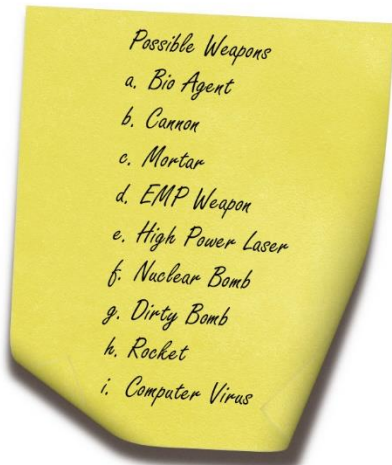 Possible Weapons
a. Bio Agent
b. Cannon
c. Mortar
d. EMP Weapon
e. High Power Laser
f. Nuclear Bomb
g. Dirty Bomb
h. Rocket
i. Computer Virus